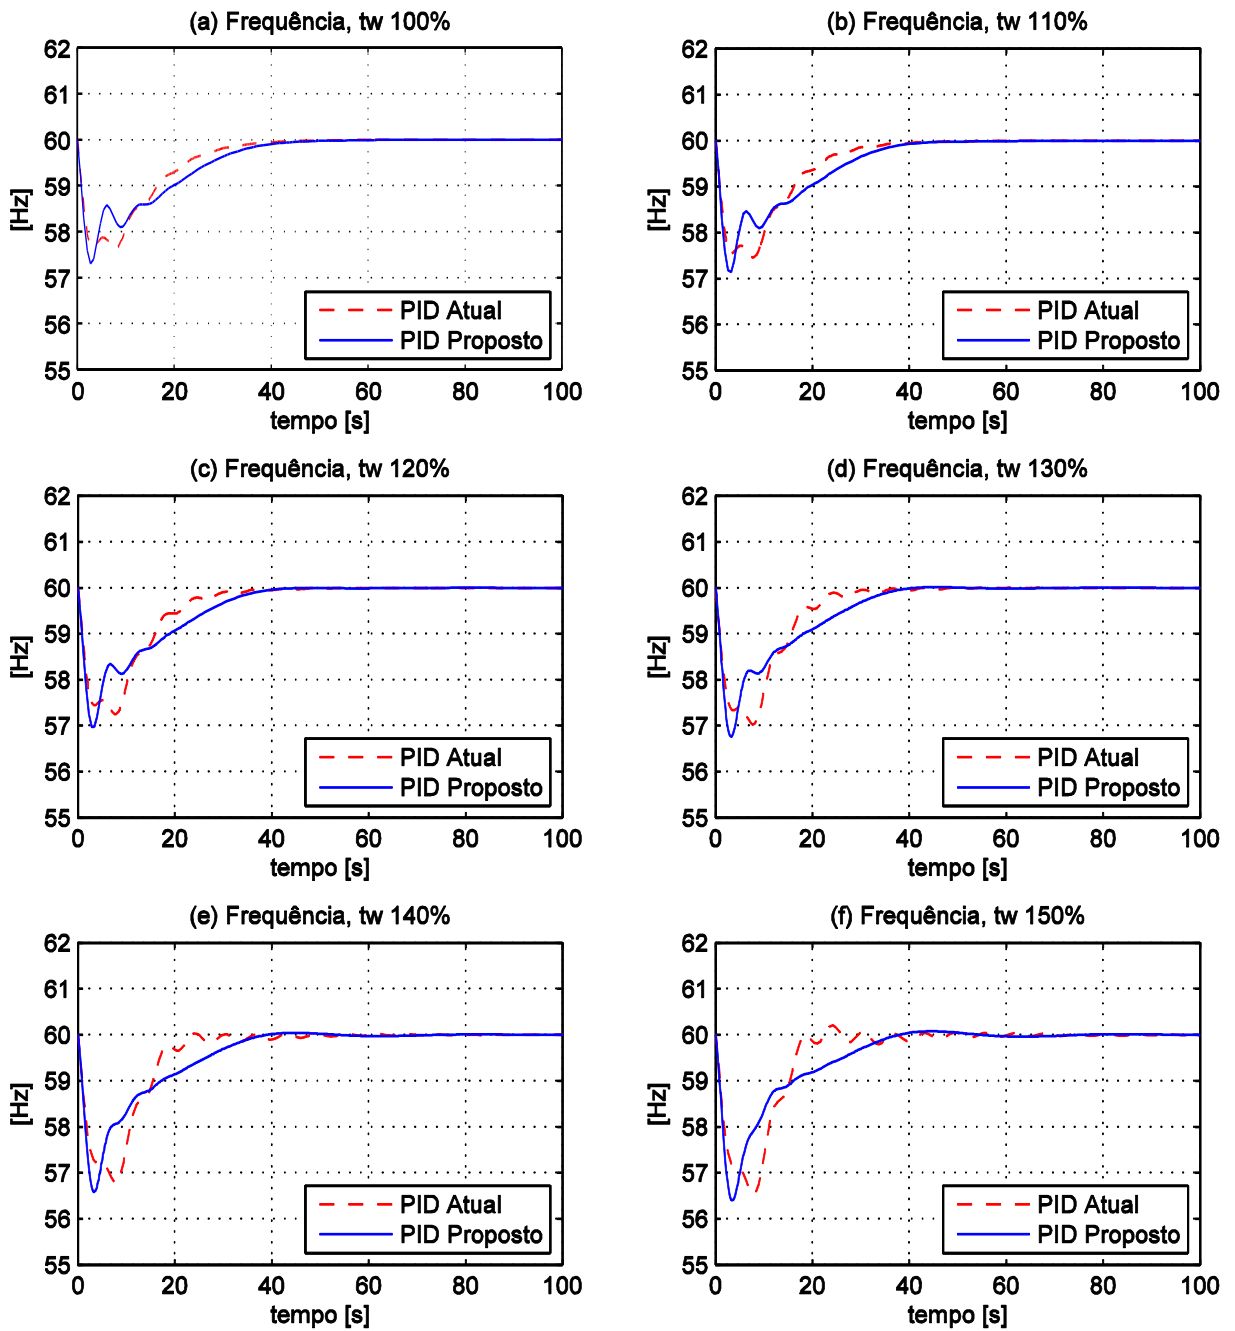 (a) Frequência, tw 100%
62
61
60
59
58
57
56
55
[Hz]
PID Atual
PID Proposto
0 20 40 60 80 100
tempo [s]
(b) Frequência, tw 110%
62
61
60
59
58
57
56
55
[Hz]
PID Atual
PID Proposto
0 20 40 60 80 100
tempo [s]
(c) Frequência, tw 120%
62
61
60
59
58
57
56
55
[Hz]
PID Atual
PID Proposto
0 20 40 60 80 100
tempo [s]
(d) Frequência, tw 130%
62
61
60
59
58
57
56
55
[Hz]
PID Atual
PID Proposto
0 20 40 60 80 100
tempo [s]
(e) Frequência, tw 140%
62
61
60
59
58
57
56
55
[Hz]
PID Atual
PID Proposto
0 20 40 60 80 100
tempo [s]
(f) Frequência, tw 150%
62
61
60
59
58
57
56
55
[Hz]
PID Atual
PID Proposto
0 20 40 60 80 100
tempo [s]